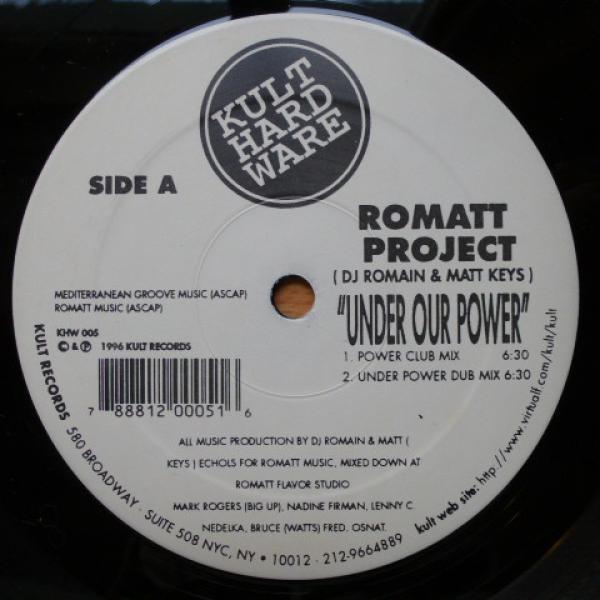 KULT
HARD
WARE
SIDE A
ROMATT
PROJECT
( DJ ROMAIN & MATT KEYS )
"UNDER OUR POWER"
1. POWER CLUB MIX 6:30
2. UNDER POWER DUB MIX 6:30
MEDITERRANEAN GROOVE MUSIC (ASCAP)
ROMATT MUSIC (ASCAP)
KHW 005
© & ℗ 1996 KULT RECORDS
7 88812 00051 6
ALL MUSIC PRODUCTION BY DJ ROMAIN & MATT (
KEYS ) ECHOLS FOR ROMATT MUSIC, MIXED DOWN AT
ROMATT FLAVOR STUDIO
MARK ROGERS (BIG UP), NADINE FIRMAN, LENNY C.
NEDELKA, BRUCE (WATTS) FRED. OSNAT.
KULT RECORDS 580 BROADWAY · SUITE 508 NYC, NY • 10012 · 212-9664889
kult web site: http://www.virtualf.com/kult/kult